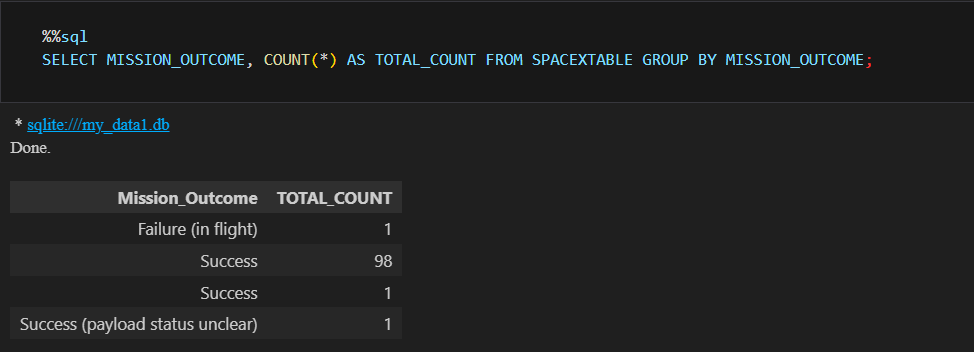 %%sql
SELECT MISSION_OUTCOME, COUNT(*) AS TOTAL_COUNT FROM SPACEXTABLE GROUP BY MISSION_OUTCOME;
* sqlite:///my_data1.db
Done.
Mission_Outcome TOTAL_COUNT
Failure (in flight) 1
Success 98
Success 1
Success (payload status unclear) 1